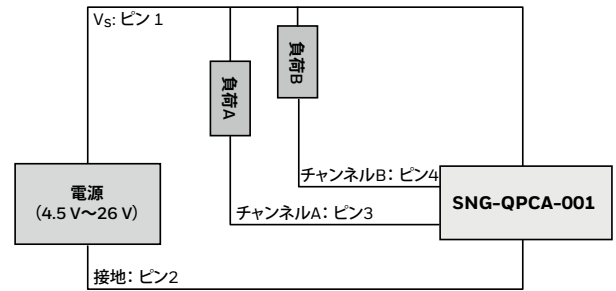 Vs: ピン 1
負荷B
負荷A
チャンネルB: ピン4
電源
(4.5 V～26 V)
チャンネルA: ピン3
SNG-QPCA-001
接地: ピン2